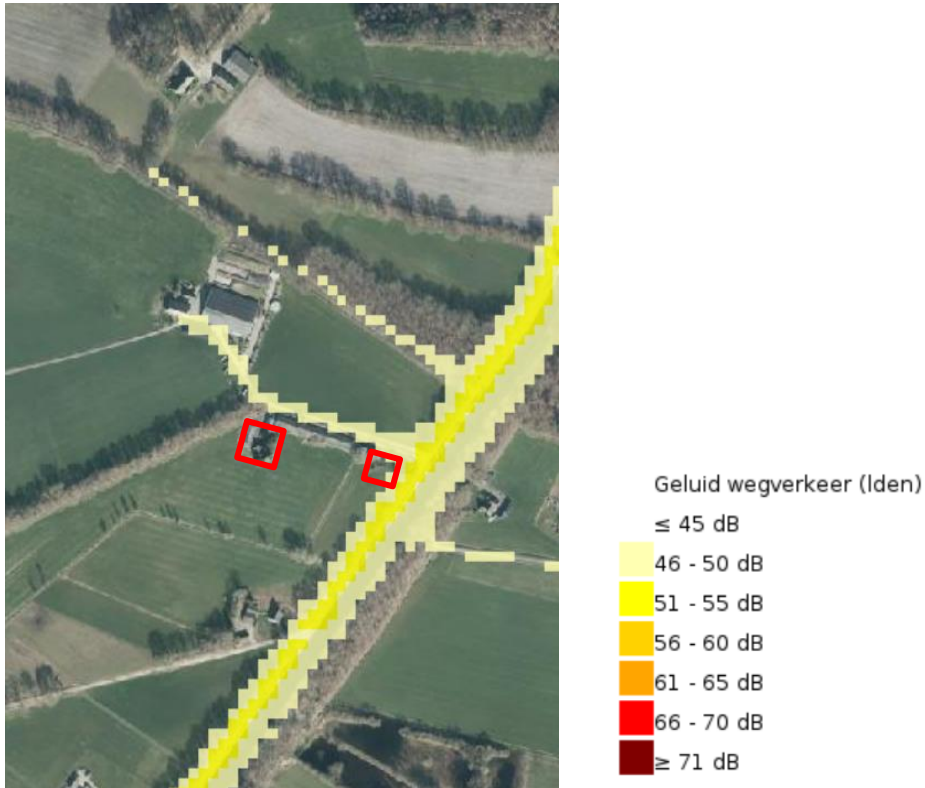 Geluid wegverkeer (lden)
≤ 45 dB
46 - 50 dB
51 - 55 dB
56 - 60 dB
61 - 65 dB
66 - 70 dB
≥ 71 dB